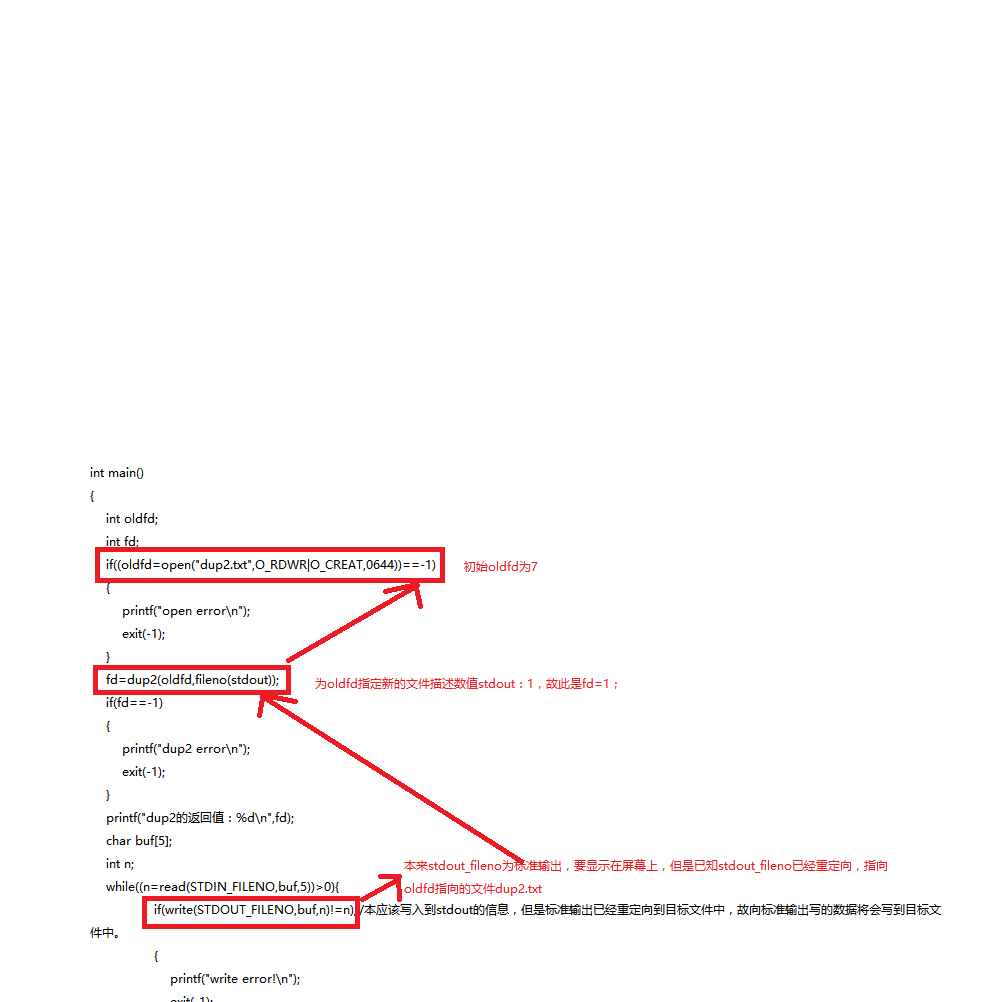 int main()
{
int oldfd;
int fd;
if((oldfd=open("dup2.txt",O_RDWR|O_CREAT,0644))==-1)
初始oldfd为7
{
printf("open error\n");
exit(-1);
}
fd=dup2(oldfd,fileno(stdout));
为oldfd指定新的文件描述数值stdout：1，故此是fd=1；
if(fd==-1)
{
printf("dup2 error\n");
exit(-1);
}
printf("dup2的返回值：%d\n",fd);
char buf[5];
int n;
本来stdout_fileno为标准输出，要显示在屏幕上，但是已知stdout_fileno已经重定向，指向
while((n=read(STDIN_FILENO,buf,5))>0){
oldfd指向的文件dup2.txt
if(write(STDOUT_FILENO,buf,n)!=n)//本应该写入到stdout的信息，但是标准输出已经重定向到目标文件中，故向标准输出写的数据将会写到目标文
件中。
{
printf("write error!\n");
exit(-1);